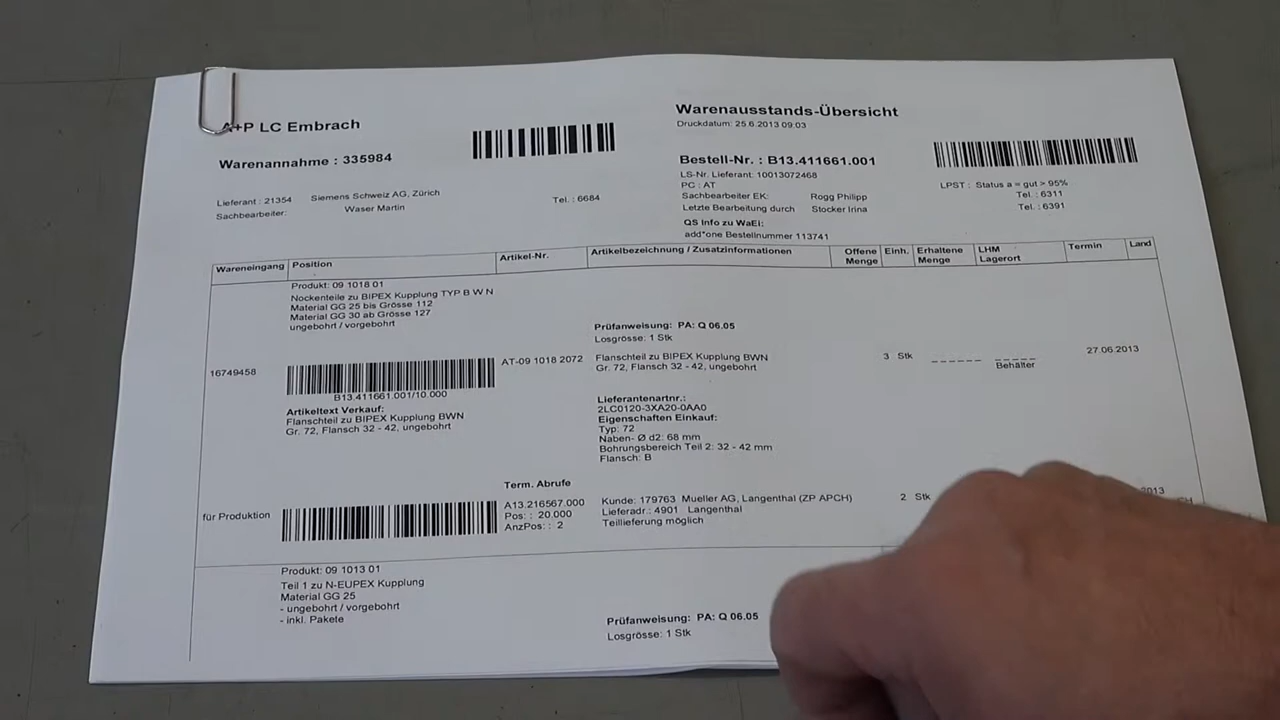 A+P LC Embrach
Warenannahme : 335984
Lieferant : 21354 Siemens Schweiz AG, Zürich
Sachbearbeiter: Waser Martin
Tel. : 6684
Warenausstands-Übersicht
Druckdatum: 25.6.2013 09:03
Bestell-Nr. : B13.411661.001
LS-Nr. Lieferant: 10013072468
PC : AT
Sachbearbeiter EK: Rogg Philipp
Letzte Bearbeitung durch Stocker Irina
QS Info zu WaEi:
add*one Bestellnummer 113741
LPST : Status a = gut > 95%
Tel. : 6311
Tel. : 6391
Wareneingang Position Artikel-Nr. Artikelbezeichnung / Zusatzinformationen Offene Menge Einh. Erhaltene Menge LHM Lagerort Termin Land
Produkt: 09 1018 01
Nockenteile zu BIPEX Kupplung TYP B W N
Material GG 25 bis Grösse 112
Material GG 30 ab Grösse 127
ungebohrt / vorgebohrt
Prüfanweisung: PA: Q 06.05
Losgrösse: 1 Stk
16749458
B13.411661.001/10.000
AT-09 1018 2072
Flanschteil zu BIPEX Kupplung BWN
Gr. 72, Flansch 32 - 42, ungebohrt
3 Stk
Behälter
27.06.2013
Artikeltext Verkauf:
Flanschteil zu BIPEX Kupplung BWN
Gr. 72, Flansch 32 - 42, ungebohrt
Lieferantenartnr.:
2LC0120-3XA20-0AA0
Eigenschaften Einkauf:
Typ: 72
Naben- Ø d2: 68 mm
Bohrungsbereich Teil 2: 32 - 42 mm
Flansch: B
Term. Abrufe
für Produktion
A13.216567.000
Pos: : 20.000
AnzPos: : 2
Kunde: 179763 Mueller AG, Langenthal (ZP APCH)
Lieferadr.: 4901 Langenthal
Teillieferung möglich
2 Stk
2013
Produkt: 09 1013 01
Teil 1 zu N-EUPEX Kupplung
Material GG 25
- ungebohrt / vorgebohrt
- inkl. Pakete
Prüfanweisung: PA: Q 06.05
Losgrösse: 1 Stk